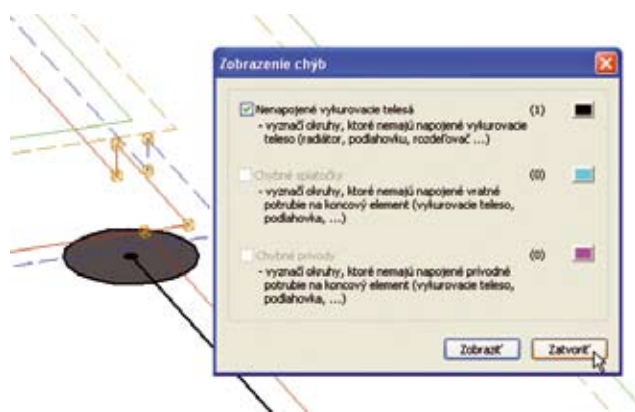 Zobrazenie chýb
Nenapojené vykurovacie telesá (1)
- vyznačí okruhy, ktoré nemajú napojené vykurovacie
teleso (radiátor, podlahovku, rozdeľovač ...)
Chybné spiatočky (0)
- vyznačí okruhy, ktoré nemajú napojené vratné
potrubie na koncový element (vykurovacie teleso,
podlahovka, ...)
Chybné prívody (0)
- vyznačí okruhy, ktoré nemajú napojené prívodné
potrubie na koncový element (vykurovacie teleso,
podlahovka, ...)
Zobraziť Zatvoriť